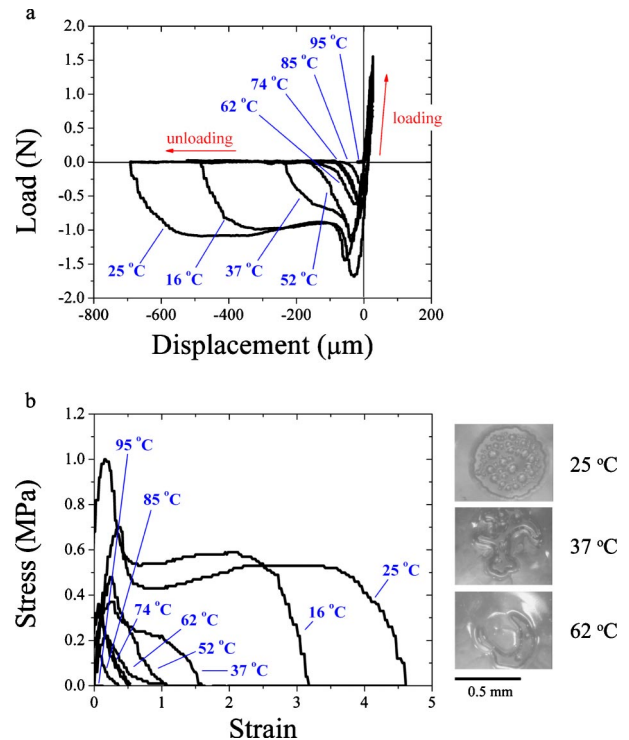 a
Load (N)
2.0
1.5
1.0
0.5
0.0
-0.5
-1.0
-1.5
2.0
-800
-600
-400
-200
0
200
Displacement (μm)
95 °C
85 °C
74 °C
62 °C
unloading
loading
25 °C
16 °C
37 °C
52 °C
b
Stress (MPa)
1.2
1.0
0.8
0.6
0.4
0.2
0.0
0
1
2
3
4
5
Strain
95 °C
85 °C
74 °C
62 °C
52 °C
37 °C
16 °C
25 °C
25 °C
37 °C
62 °C
0.5 mm